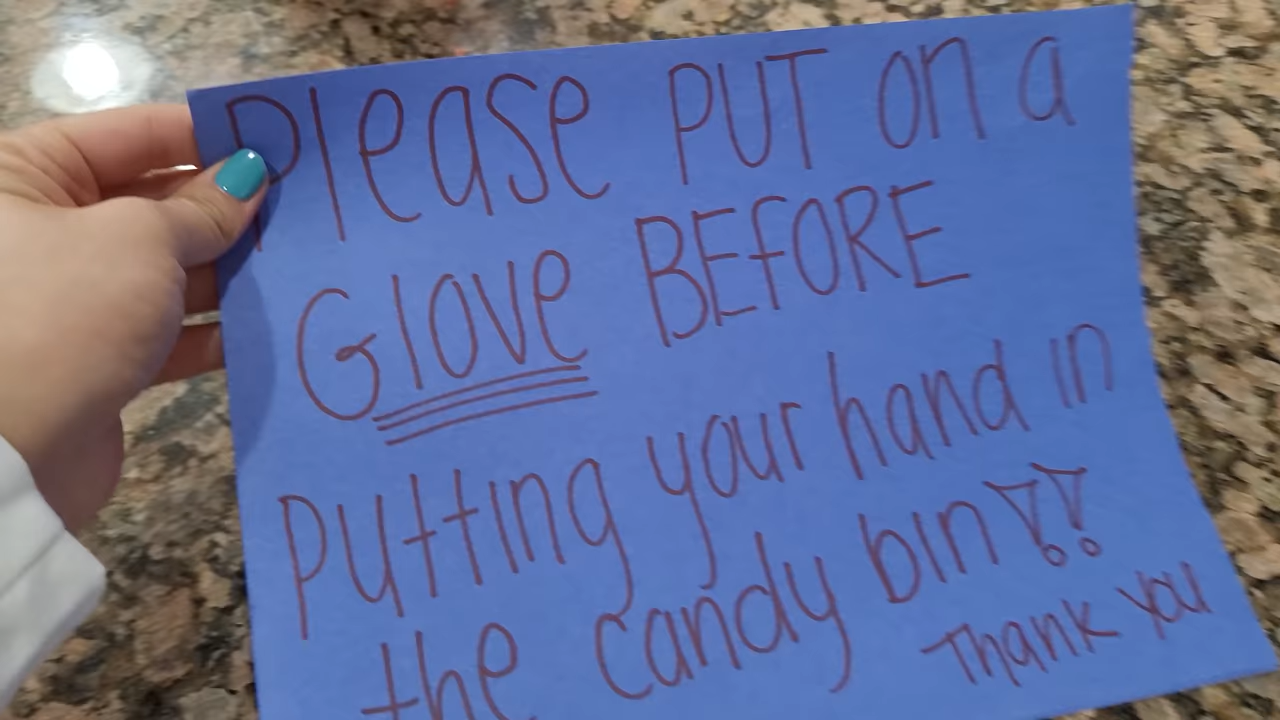 Please PUT on a
Glove BEFORE
putting your hand in
the candy bin!!
Thank you